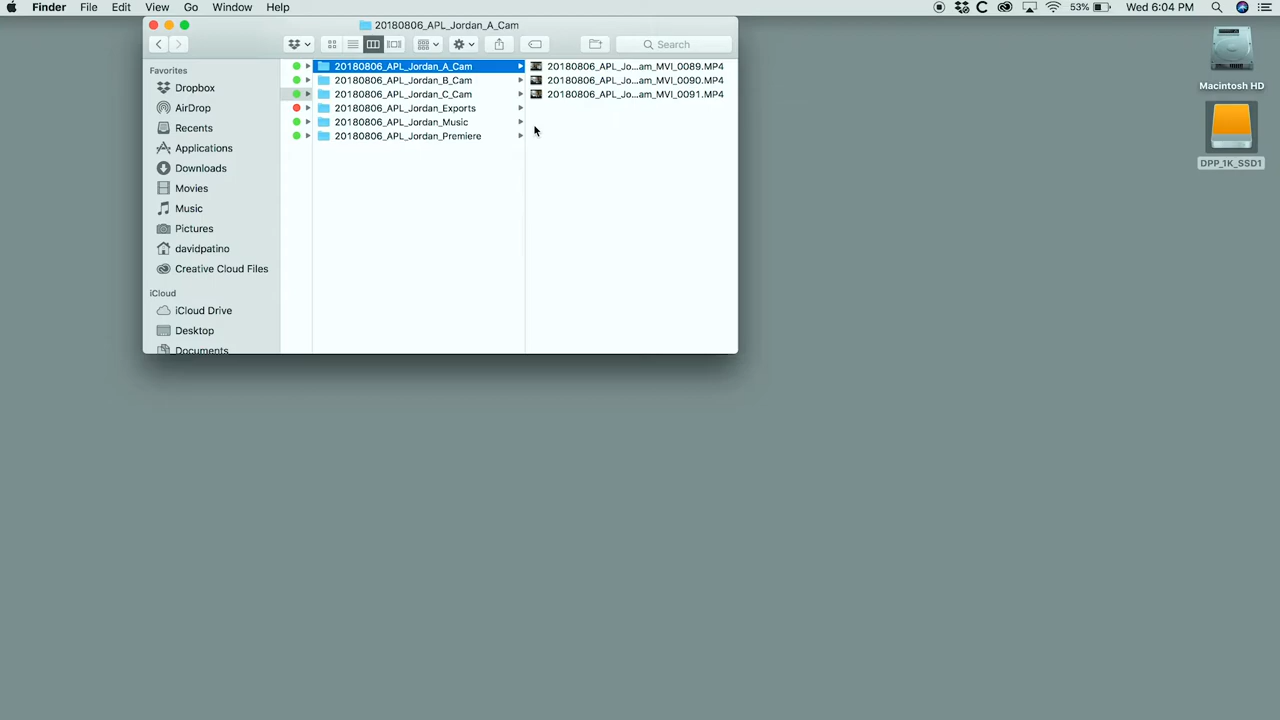 Finder File Edit View Go Window Help 53% Wed 6:04 PM
20180806_APL_Jordan_A_Cam
Search
Favorites
Dropbox
AirDrop
Recents
Applications
Downloads
Movies
Music
Pictures
davidpatino
Creative Cloud Files
iCloud
iCloud Drive
Desktop
Documents
20180806_APL_Jordan_A_Cam
20180806_APL_Jordan_B_Cam
20180806_APL_Jordan_C_Cam
20180806_APL_Jordan_Exports
20180806_APL_Jordan_Music
20180806_APL_Jordan_Premiere
20180806_APL_Jo...am_MVI_0089.MP4
20180806_APL_Jo...am_MVI_0090.MP4
20180806_APL_Jo...am_MVI_0091.MP4
Macintosh HD
DPP_1K_SSD1